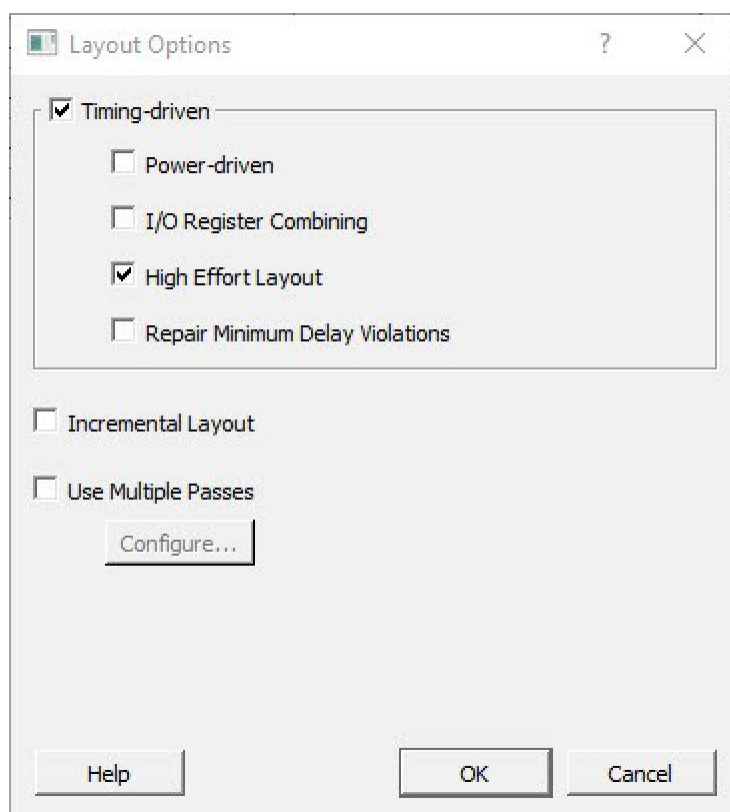 Layout Options
?
Timing-driven
Power-driven
I/O Register Combining
High Effort Layout
Repair Minimum Delay Violations
Incremental Layout
Use Multiple Passes
Configure...
Help OK Cancel